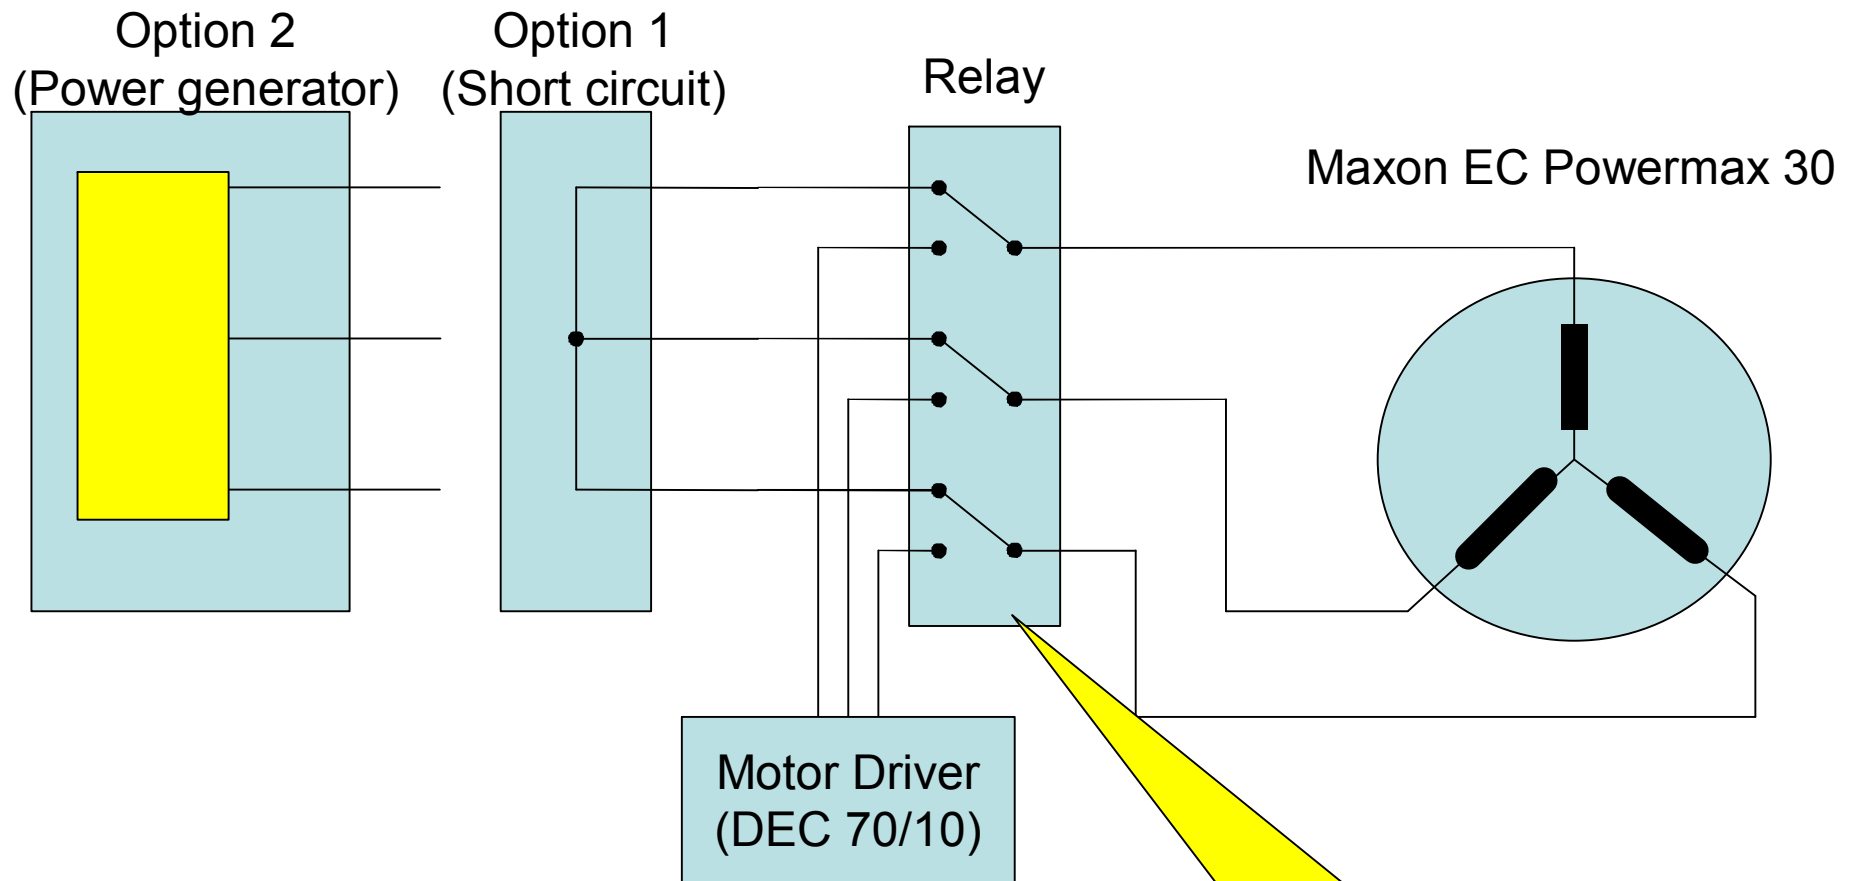 Option 2
(Power generator)
Option 1
(Short circuit)
Relay
Maxon EC Powermax 30
Motor Driver
(DEC 70/10)